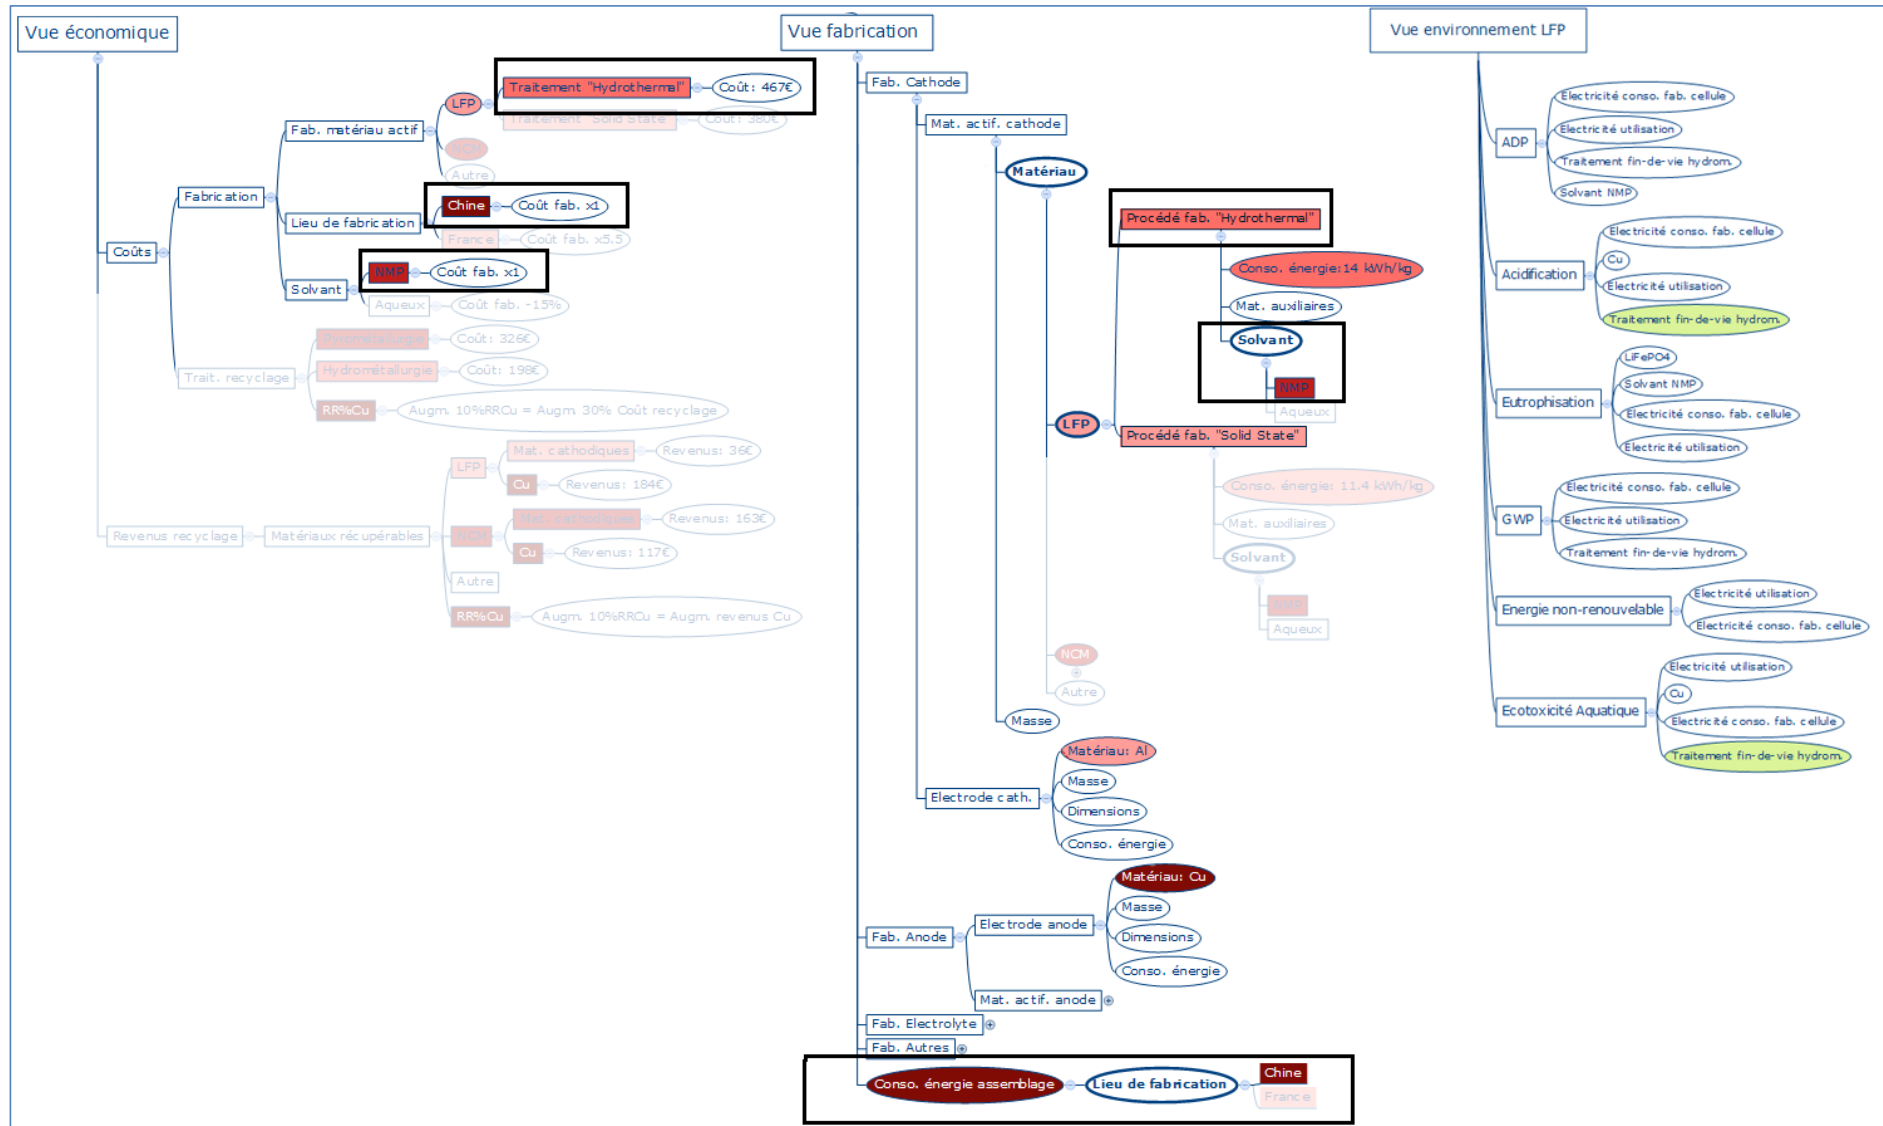 Vue économique
Traitement "Hydrothermal"
Coût: 467€
LFP
Traitement "Solid State"
Coût: 380€
Fab. matériau actif
NCM
Autre
Fabrication
Chine
Coût fab. x1
Lieu de fabrication
France
Coût fab. x5.5
Coûts
NMP
Coût fab. x1
Solvant
Aqueux
Coût fab. -15%
Pyrométallurgie
Coût: 326€
Trait. recyclage
Hydrométallurgie
Coût: 198€
RR%Cu
Augm. 10%RRCu = Augm. 30% Coût recyclage
Mat. cathodiques
Revenus: 36€
LFP
Cu
Revenus: 184€
Revenus recyclage
Matériaux récupérables
Mat. cathodiques
Revenus: 163€
NCM
Cu
Revenus: 117€
Autre
RR%Cu
Augm. 10%RRCu = Augm. revenus Cu
Vue fabrication
Fab. Cathode
Mat. actif. cathode
Matériau
Procédé fab. "Hydrothermal"
Conso. énergie:14 kWh/kg
Mat. auxiliaires
Solvant
NMP
Aqueux
LFP
Procédé fab. "Solid State"
Conso. énergie: 11.4 kWh/kg
Mat. auxiliaires
Solvant
NMP
Aqueux
NCM
Autre
Masse
Matériau: Al
Masse
Electrode cath.
Dimensions
Conso. énergie
Matériau: Cu
Masse
Electrode anode
Fab. Anode
Dimensions
Conso. énergie
Mat. actif. anode
Fab. Electrolyte
Fab. Autres
Conso. énergie assemblage
Lieu de fabrication
Chine
France
Vue environnement LFP
Electricité conso. fab. cellule
Electricité utilisation
ADP
Traitement fin-de-vie hydrom.
Solvant NMP
Electricité conso. fab. cellule
Cu
Acidification
Electricité utilisation
Traitement fin-de-vie hydrom.
LiFePO4
Solvant NMP
Eutrophisation
Electricité conso. fab. cellule
Electricité utilisation
Electricité conso. fab. cellule
GWP
Electricité utilisation
Traitement fin-de-vie hydrom.
Electricité utilisation
Energie non-renouvelable
Electricité conso. fab. cellule
Electricité utilisation
Cu
Ecotoxicité Aquatique
Electricité conso. fab. cellule
Traitement fin-de-vie hydrom.